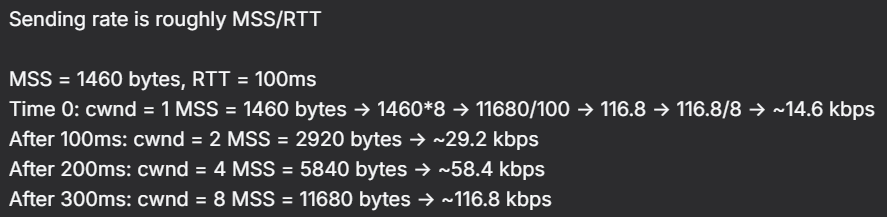 Sending rate is roughly MSS/RTT
MSS = 1460 bytes, RTT = 100ms
Time 0: cwnd = 1 MSS = 1460 bytes → 1460*8 → 11680/100 → 116.8 → 116.8/8 → ~14.6 kbps
After 100ms: cwnd = 2 MSS = 2920 bytes → ~29.2 kbps
After 200ms: cwnd = 4 MSS = 5840 bytes → ~58.4 kbps
After 300ms: cwnd = 8 MSS = 11680 bytes → ~116.8 kbps